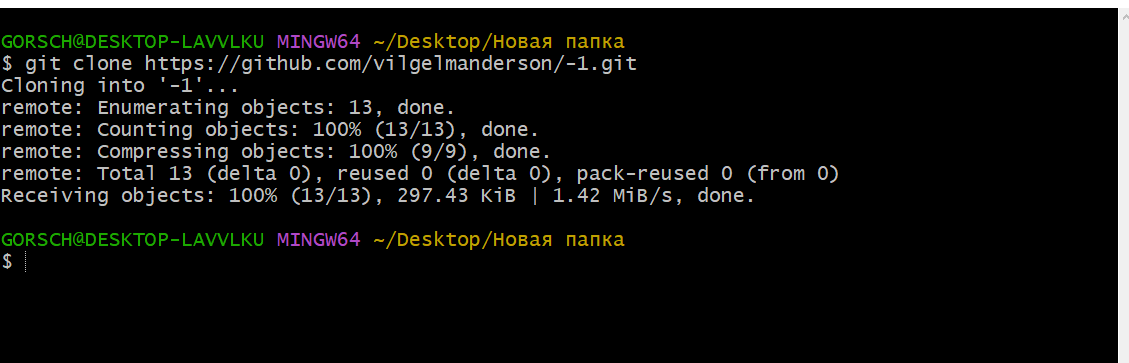 GORSCH@DESKTOP-LAVVLKU MINGW64 ~/Desktop/Новая папка
$ git clone https://github.com/vilgelmanderson/-1.git
Cloning into '-1'...
remote: Enumerating objects: 13, done.
remote: Counting objects: 100% (13/13), done.
remote: Compressing objects: 100% (9/9), done.
remote: Total 13 (delta 0), reused 0 (delta 0), pack-reused 0 (from 0)
Receiving objects: 100% (13/13), 297.43 KiB | 1.42 MiB/s, done.
GORSCH@DESKTOP-LAVVLKU MINGW64 ~/Desktop/Новая папка
$